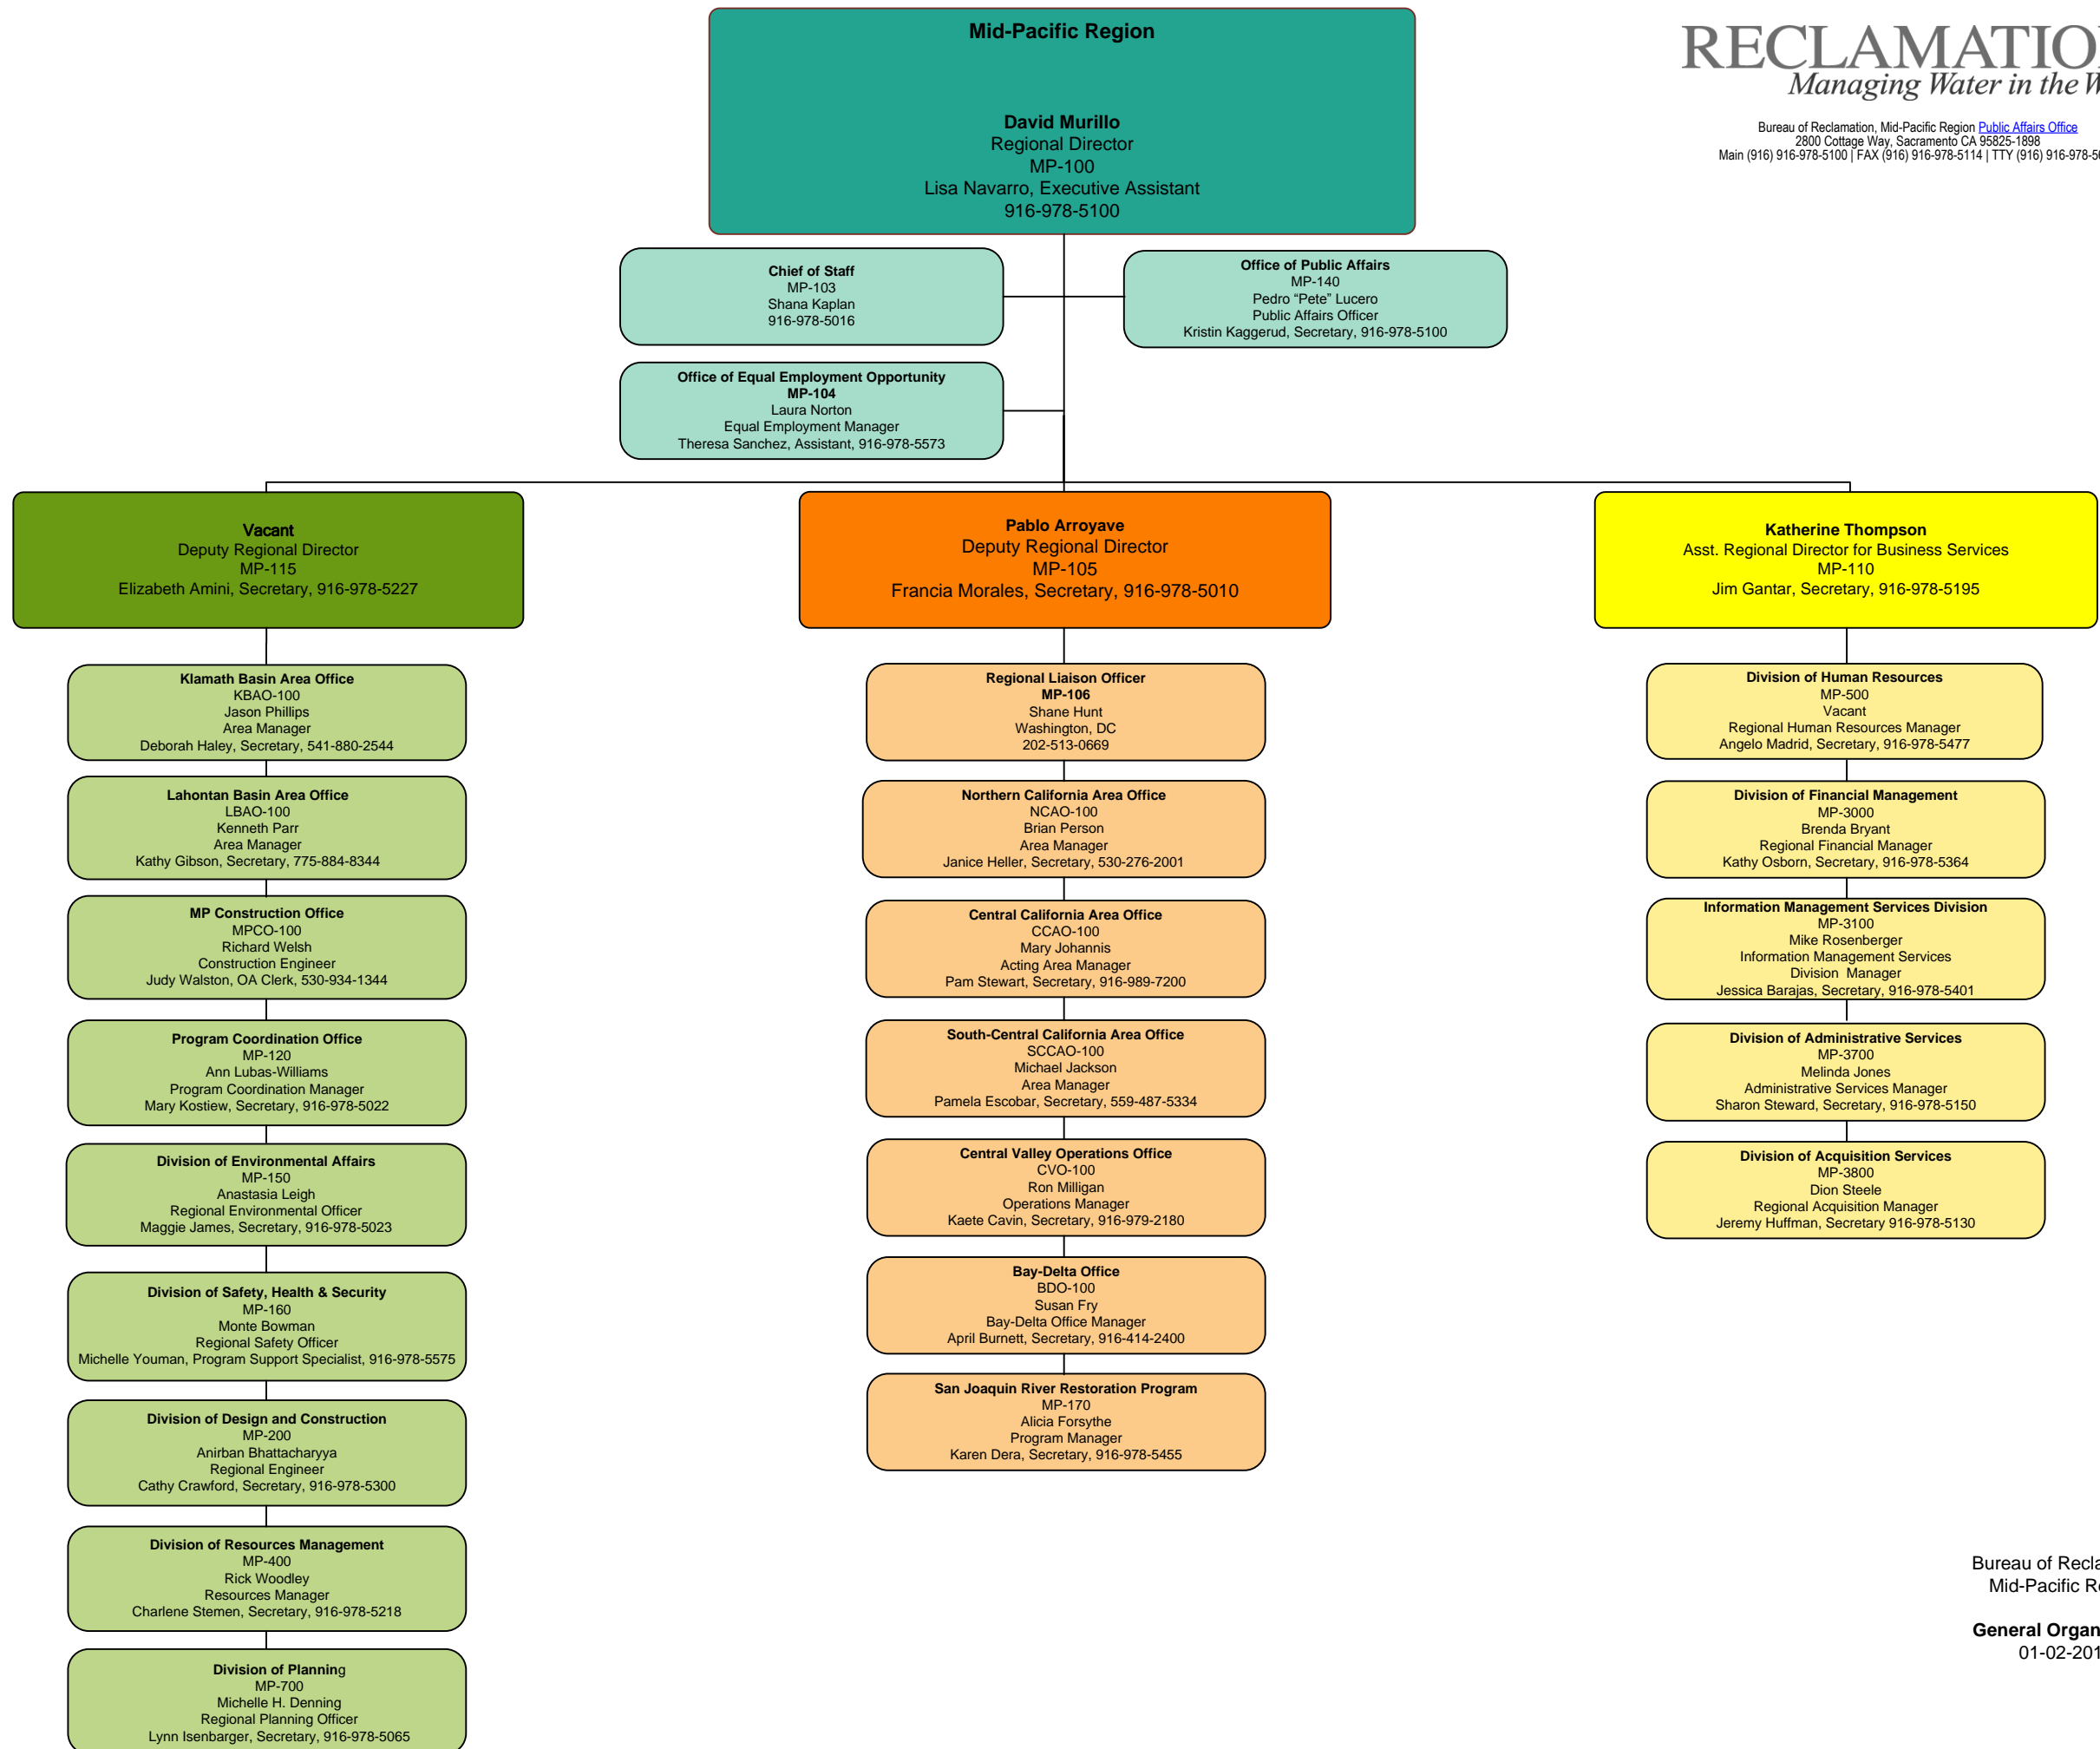 Mid-Pacific Region
David Murillo
Regional Director
MP-100
Lisa Navarro, Executive Assistant
916-978-5100
RECLAMATIO
Managing Water in the W
Bureau of Reclamation, Mid-Pacific Region Public Affairs Office
2800 Cottage Way, Sacramento CA 95825-1898
Main (916) 916-978-5100 | FAX (916) 916-978-5114 | TTY (916) 916-978-5
Chief of Staff
MP-103
Shana Kaplan
916-978-5016
Office of Public Affairs
MP-140
Pedro “Pete” Lucero
Public Affairs Officer
Kristin Kaggerud, Secretary, 916-978-5100
Office of Equal Employment Opportunity
MP-104
Laura Norton
Equal Employment Manager
Theresa Sanchez, Assistant, 916-978-5573
Vacant
Deputy Regional Director
MP-115
Elizabeth Amini, Secretary, 916-978-5227
Pablo Arroyave
Deputy Regional Director
MP-105
Francia Morales, Secretary, 916-978-5010
Katherine Thompson
Asst. Regional Director for Business Services
MP-110
Jim Gantar, Secretary, 916-978-5195
Klamath Basin Area Office
KBAO-100
Jason Phillips
Area Manager
Deborah Haley, Secretary, 541-880-2544
Lahontan Basin Area Office
LBAO-100
Kenneth Parr
Area Manager
Kathy Gibson, Secretary, 775-884-8344
MP Construction Office
MPCO-100
Richard Welsh
Construction Engineer
Judy Walston, OA Clerk, 530-934-1344
Program Coordination Office
MP-120
Ann Lubas-Williams
Program Coordination Manager
Mary Kostiew, Secretary, 916-978-5022
Division of Environmental Affairs
MP-150
Anastasia Leigh
Regional Environmental Officer
Maggie James, Secretary, 916-978-5023
Division of Safety, Health & Security
MP-160
Monte Bowman
Regional Safety Officer
Michelle Youman, Program Support Specialist, 916-978-5575
Division of Design and Construction
MP-200
Anirban Bhattacharyya
Regional Engineer
Cathy Crawford, Secretary, 916-978-5300
Division of Resources Management
MP-400
Rick Woodley
Resources Manager
Charlene Stemen, Secretary, 916-978-5218
Division of Planning
MP-700
Michelle H. Denning
Regional Planning Officer
Lynn Isenbarger, Secretary, 916-978-5065
Regional Liaison Officer
MP-106
Shane Hunt
Washington, DC
202-513-0669
Northern California Area Office
NCAO-100
Brian Person
Area Manager
Janice Heller, Secretary, 530-276-2001
Central California Area Office
CCAO-100
Mary Johannis
Acting Area Manager
Pam Stewart, Secretary, 916-989-7200
South-Central California Area Office
SCCAO-100
Michael Jackson
Area Manager
Pamela Escobar, Secretary, 559-487-5334
Central Valley Operations Office
CVO-100
Ron Milligan
Operations Manager
Kaete Cavin, Secretary, 916-979-2180
Bay-Delta Office
BDO-100
Susan Fry
Bay-Delta Office Manager
April Burnett, Secretary, 916-414-2400
San Joaquin River Restoration Program
MP-170
Alicia Forsythe
Program Manager
Karen Dera, Secretary, 916-978-5455
Division of Human Resources
MP-500
Vacant
Regional Human Resources Manager
Angelo Madrid, Secretary, 916-978-5477
Division of Financial Management
MP-3000
Brenda Bryant
Regional Financial Manager
Kathy Osborn, Secretary, 916-978-5364
Information Management Services Division
MP-3100
Mike Rosenberger
Information Management Services
Division Manager
Jessica Barajas, Secretary, 916-978-5401
Division of Administrative Services
MP-3700
Melinda Jones
Administrative Services Manager
Sharon Steward, Secretary, 916-978-5150
Division of Acquisition Services
MP-3800
Dion Steele
Regional Acquisition Manager
Jeremy Huffman, Secretary 916-978-5130
Bureau of Recla
Mid-Pacific R
General Organ
01-02-201